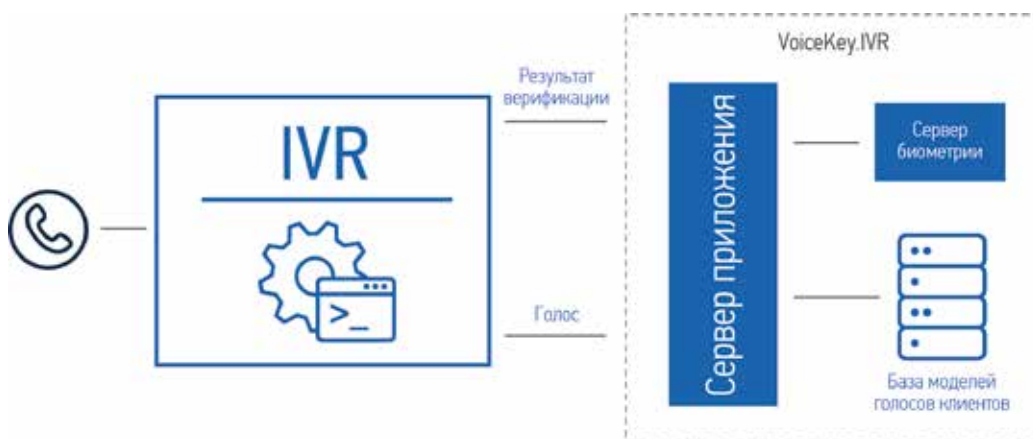 VoiceKey.IVR
Результат
верификации
IVR
>_
Голос
Сервер приложения
Сервер
биометрии
База моделей
голосов клиентов